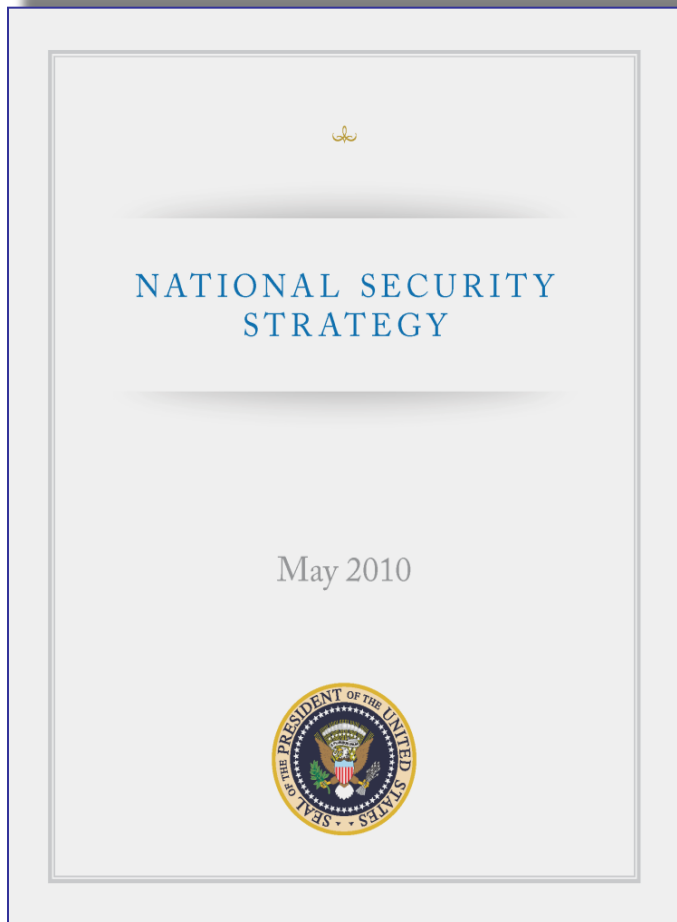 NATIONAL SECURITY
STRATEGY
May 2010
SEAL OF THE PRESIDENT OF THE UNITED STATES